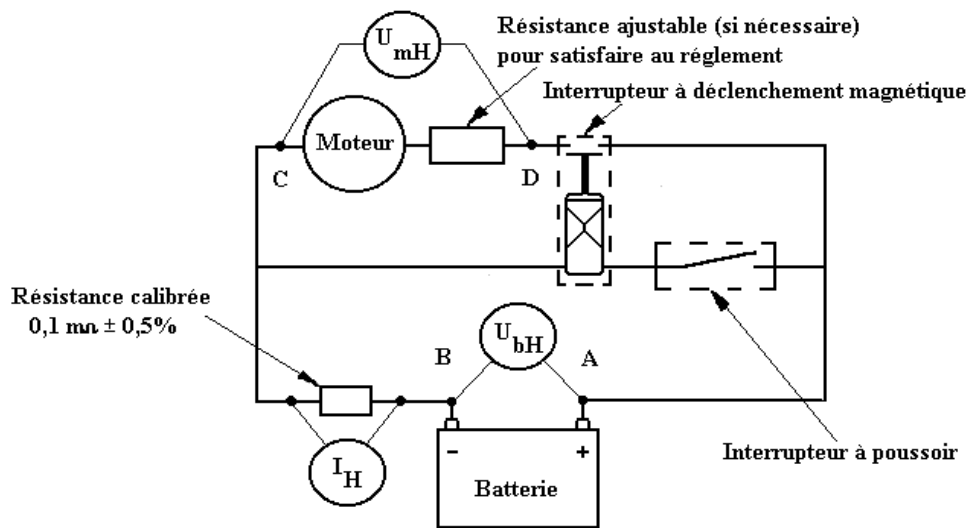 Résistance ajustable (si nécessaire)
pour satisfaire au réglement
U mH
Interrupteur à déclenchement magnétique
Moteur
C
D
Résistance calibrée
0,1 mΩ ± 0,5%
U bH
B
A
I H
- +
Batterie
Interrupteur à poussoir